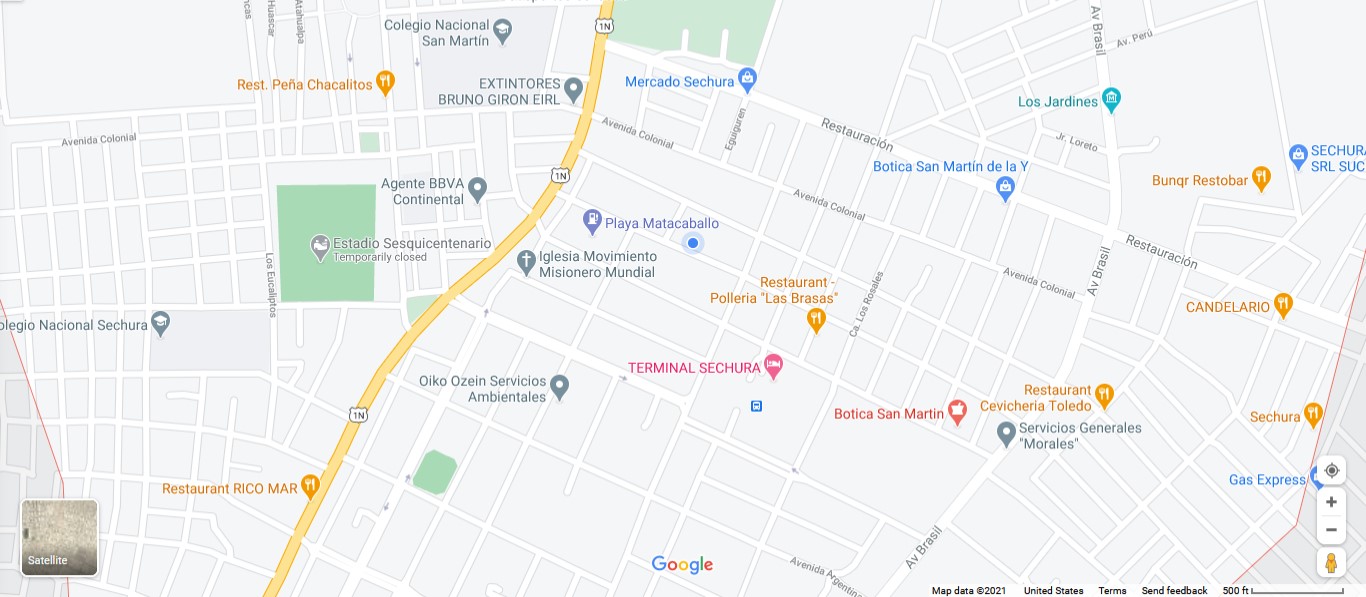 Colegio Nacional
San Martín
1N
Huascar
Atahualpa
Av Brasil
Av. Perú
Rest. Peña Chacalitos
EXTINTORES
BRUNO GIRON EIRL
Mercado Sechura
Los Jardines
Avenida Colonial
Avenida Colonial
Eguiguren
Restauración
Jr. Loreto
SECHURA
SRL SUC
Botica San Martín de la Y
Bunqr Restobar
1N
Agente BBVA
Continental
Avenida Colonial
Playa Matacaballo
Estadio Sesquicentenario
Temporarily closed
Iglesia Movimiento
Misionero Mundial
Restauración
Av Brasil
Avenida Colonial
Los Eucaliptos
Restaurant -
Polleria "Las Brasas"
Ca. Los Rosales
CANDELARIO
olegio Nacional Sechura
TERMINAL SECHURA
Oiko Ozein Servicios
Ambientales
1N
Restaurant
Cevicheria Toledo
Botica San Martin
Sechura
Servicios Generales
"Morales"
Restaurant RICO MAR
Gas Express
Satellite
Av Brasil
Google
Avenida Argentina
Map data ©2021 United States Terms Send feedback 500 ft